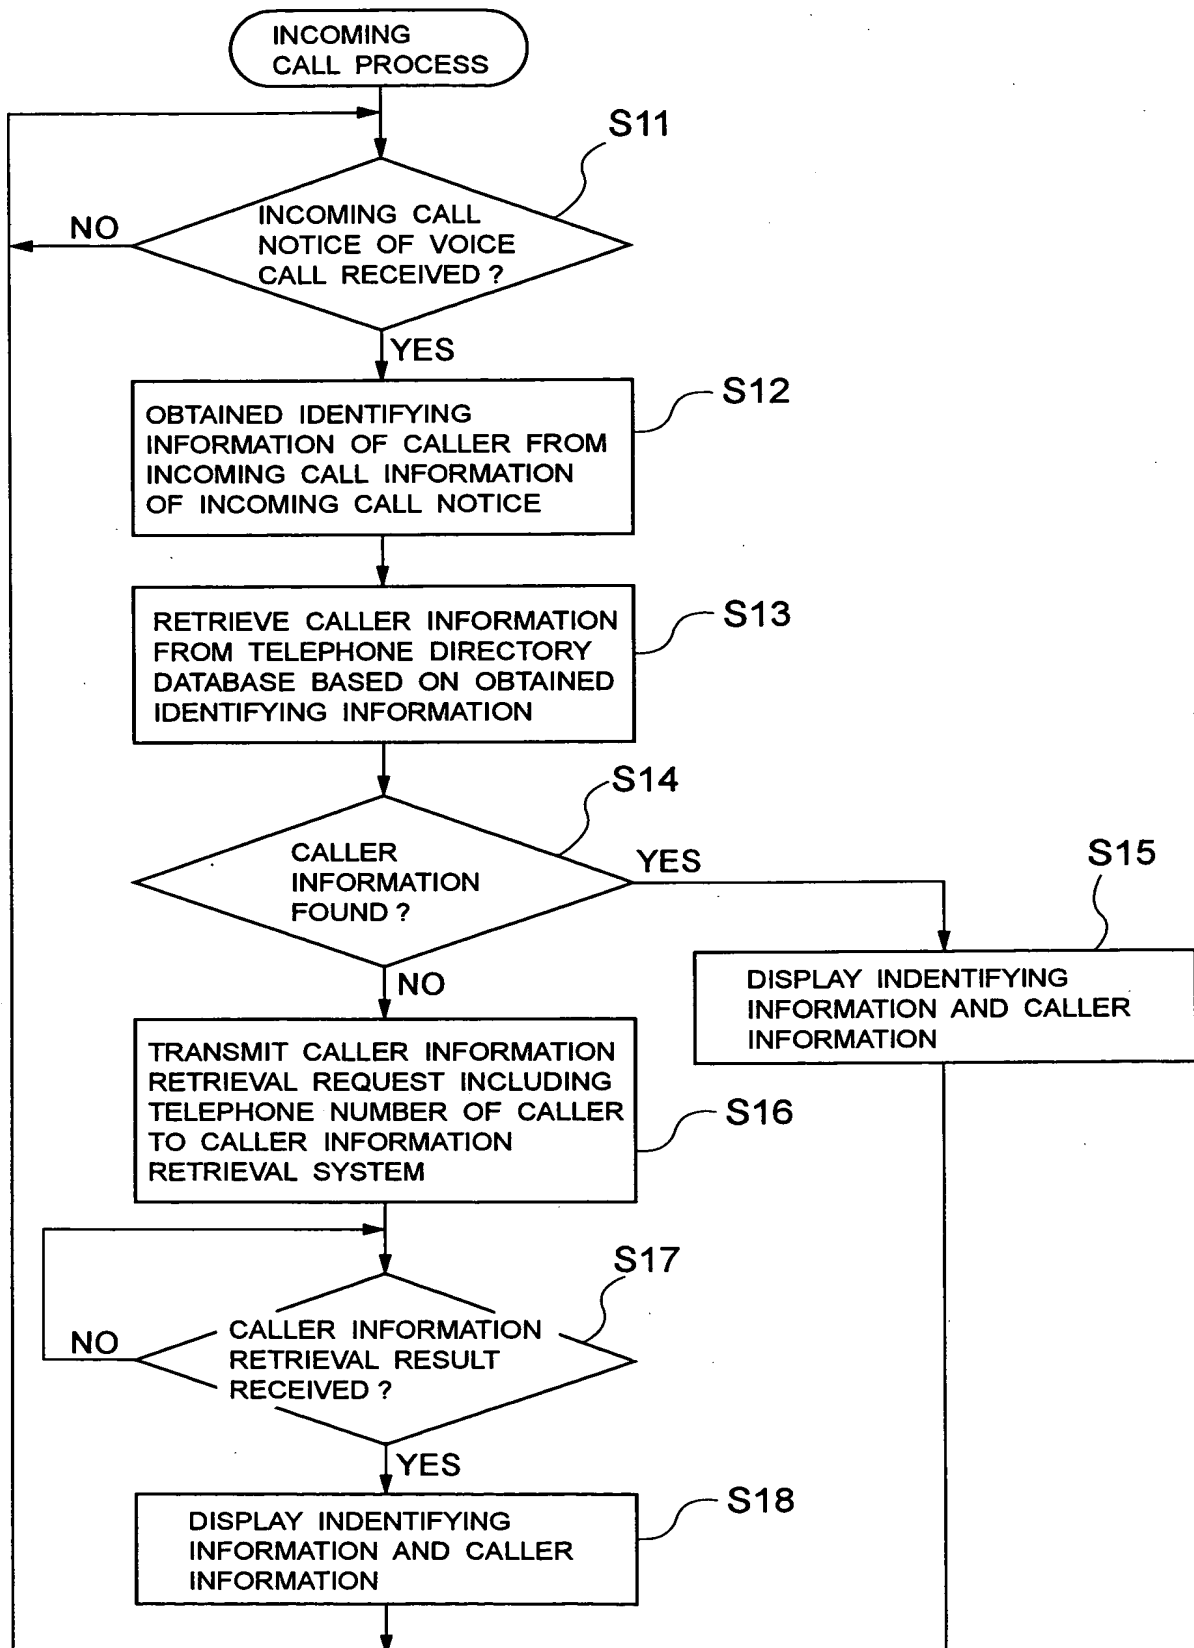 INCOMING
CALL PROCESS
S11
NO
INCOMING CALL
NOTICE OF VOICE
CALL RECEIVED ?
YES
S12
OBTAINED IDENTIFYING
INFORMATION OF CALLER FROM
INCOMING CALL INFORMATION
OF INCOMING CALL NOTICE
S13
RETRIEVE CALLER INFORMATION
FROM TELEPHONE DIRECTORY
DATABASE BASED ON OBTAINED
IDENTIFYING INFORMATION
S14
CALLER
INFORMATION
FOUND ?
YES
S15
DISPLAY INDENTIFYING
INFORMATION AND CALLER
INFORMATION
NO
TRANSMIT CALLER INFORMATION
RETRIEVAL REQUEST INCLUDING
TELEPHONE NUMBER OF CALLER
TO CALLER INFORMATION
RETRIEVAL SYSTEM
S16
S17
NO
CALLER INFORMATION
RETRIEVAL RESULT
RECEIVED ?
YES
S18
DISPLAY INDENTIFYING
INFORMATION AND CALLER
INFORMATION